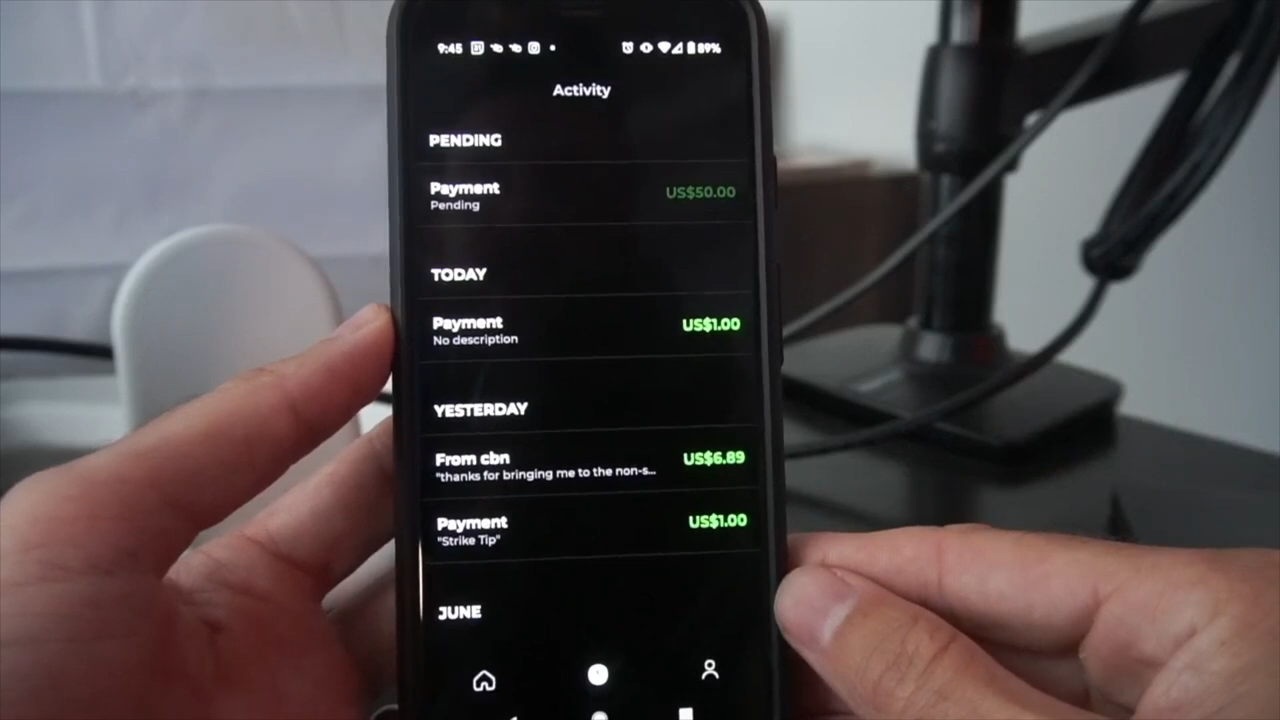 9:45 89%
Activity
PENDING
Payment US$50.00
Pending
TODAY
Payment US$1.00
No description
YESTERDAY
From cbn US$6.89
"thanks for bringing me to the non-s...
Payment US$1.00
"Strike Tip"
JUNE